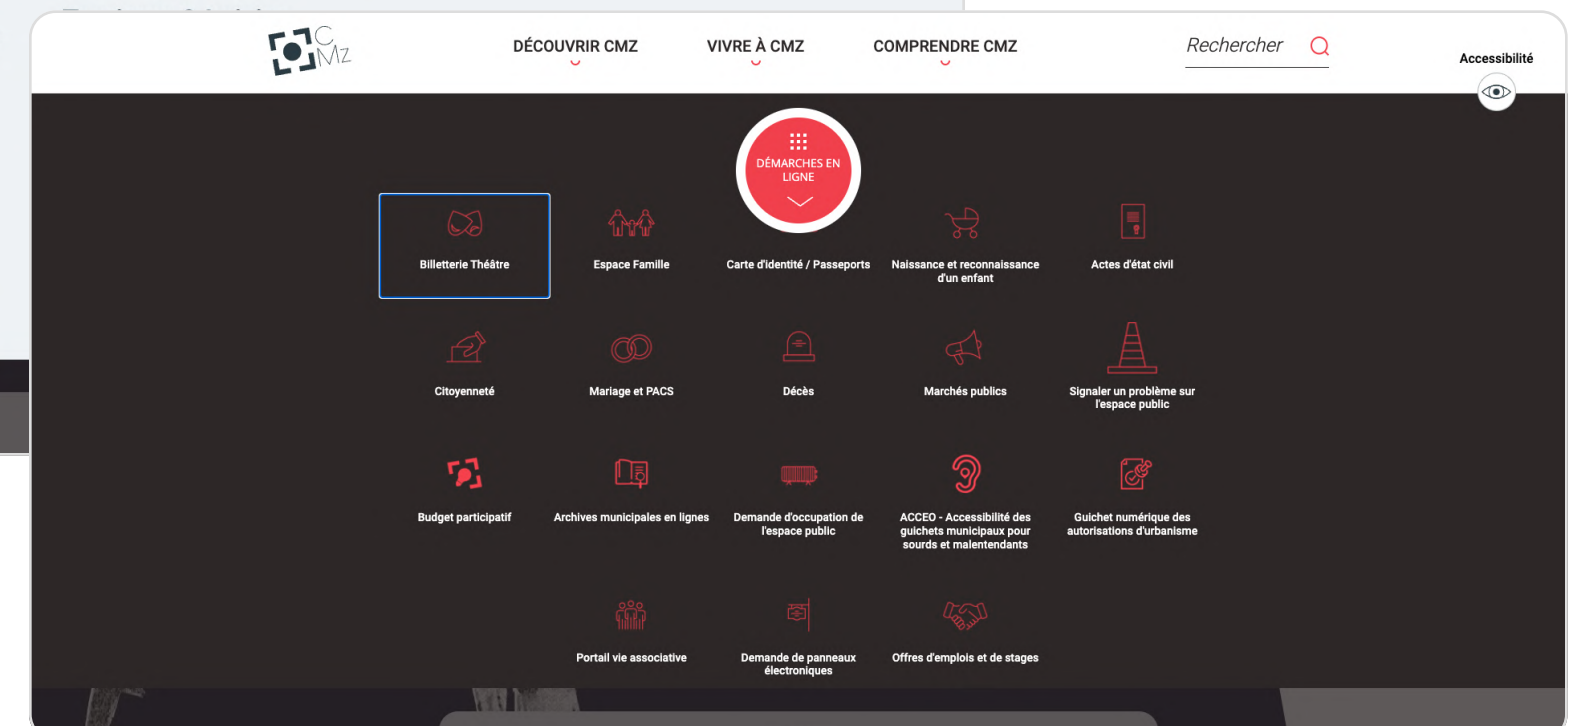 C
Mz
DÉCOUVRIR CMZ
VIVRE À CMZ
COMPRENDRE CMZ
Rechercher
Accessibilité
DÉMARCHES EN
LIGNE
Billetterie Théâtre
Espace Famille
Carte d'identité / Passeports
Naissance et reconnaissance
d'un enfant
Actes d'état civil
Citoyenneté
Mariage et PACS
Décès
Marchés publics
Signaler un problème sur
l'espace public
Budget participatif
Archives municipales en lignes
Demande d'occupation de
l'espace public
ACCEO - Accessibilité des
guichets municipaux pour
sourds et malentendants
Guichet numérique des
autorisations d'urbanisme
Portail vie associative
Demande de panneaux
électroniques
Offres d'emplois et de stages